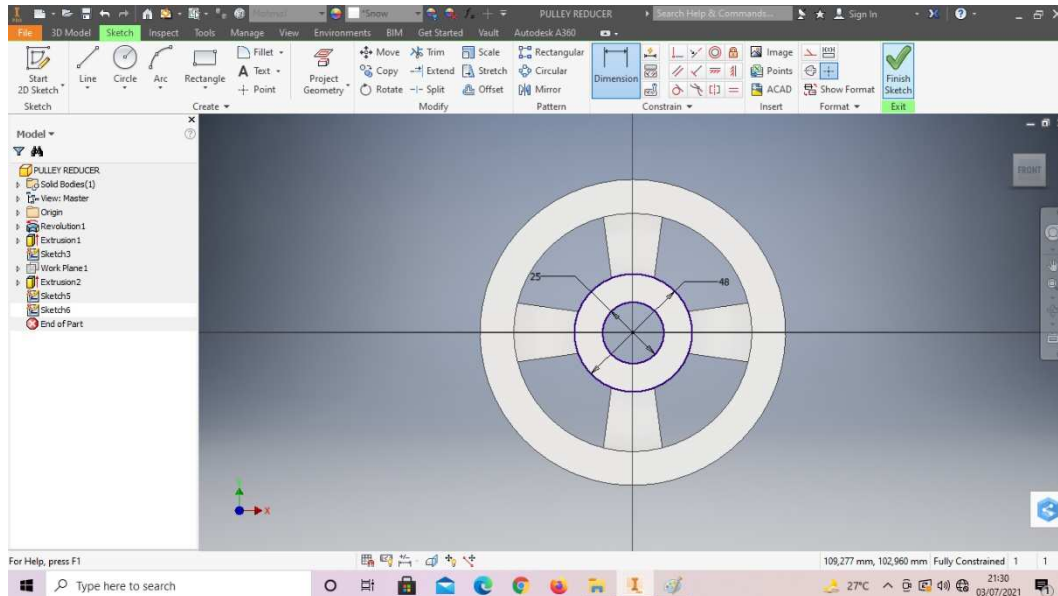 *Snow PULLEY REDUCER Search Help & Commands... Sign In
File 3D Model Sketch Inspect Tools Manage View Environments BIM Get Started Vault Autodesk A360
Fillet Move Trim Scale Rectangular Image
Start 2D Sketch Line Circle Arc Rectangle Text Project Geometry Copy Extend Stretch Circular Dimension Points Finish Sketch
Point Rotate Split Offset Mirror ACAD Show Format
Sketch Create Modify Pattern Constrain Insert Format Exit
Model
PULLEY REDUCER
Solid Bodies(1)
View: Master
Origin
Revolution1
Extrusion1
Sketch3
Work Plane1
Extrusion2
Sketch5
Sketch6
End of Part
FRONT
25
48
Y
X
For Help, press F1 109,277 mm, 102,960 mm Fully Constrained 1 1
Type here to search 27°C 21:30
03/07/2021